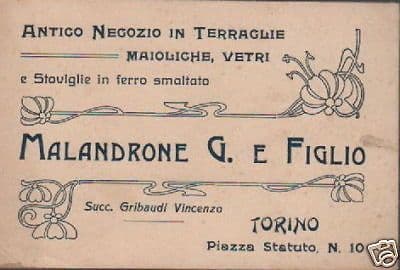 Antico Negozio in Terraglie
Maioliche, Vetri
e Stoviglie in ferro smaltato
Malandrone G. e Figlio
Succ. Gribaudi Vincenzo
TORINO
Piazza Statuto, N. 10